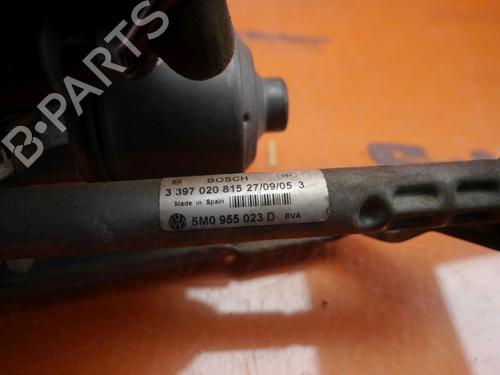 B-PARTS
BOSCH
3 397 020 815 27/09/05 3
Made in Spain
5M0 955 023 D BVA